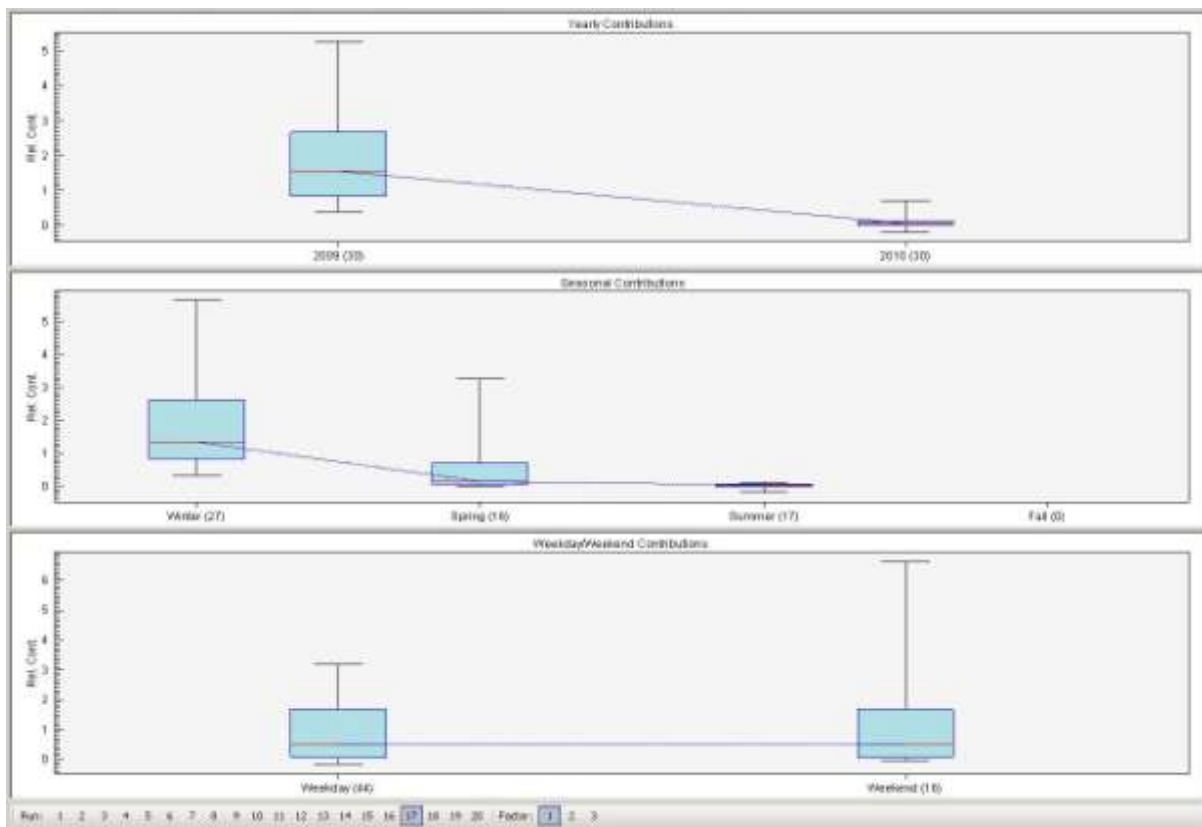 Yearly Contributions
5
4
3
2
1
0
Rel. Cont.
2009 (30)
2010 (30)
Seasonal Contributions
5
4
3
2
1
0
Rel. Cont.
Winter (27)
Spring (16)
Summer (17)
Fall (0)
Weekday/Weekend Contributions
6
5
4
3
2
1
0
Rel. Cont.
Weekday (44)
Weekend (16)
Run: 1 2 3 4 5 6 7 8 9 10 11 12 13 14 15 16 17 18 19 20 Factor: 1 2 3